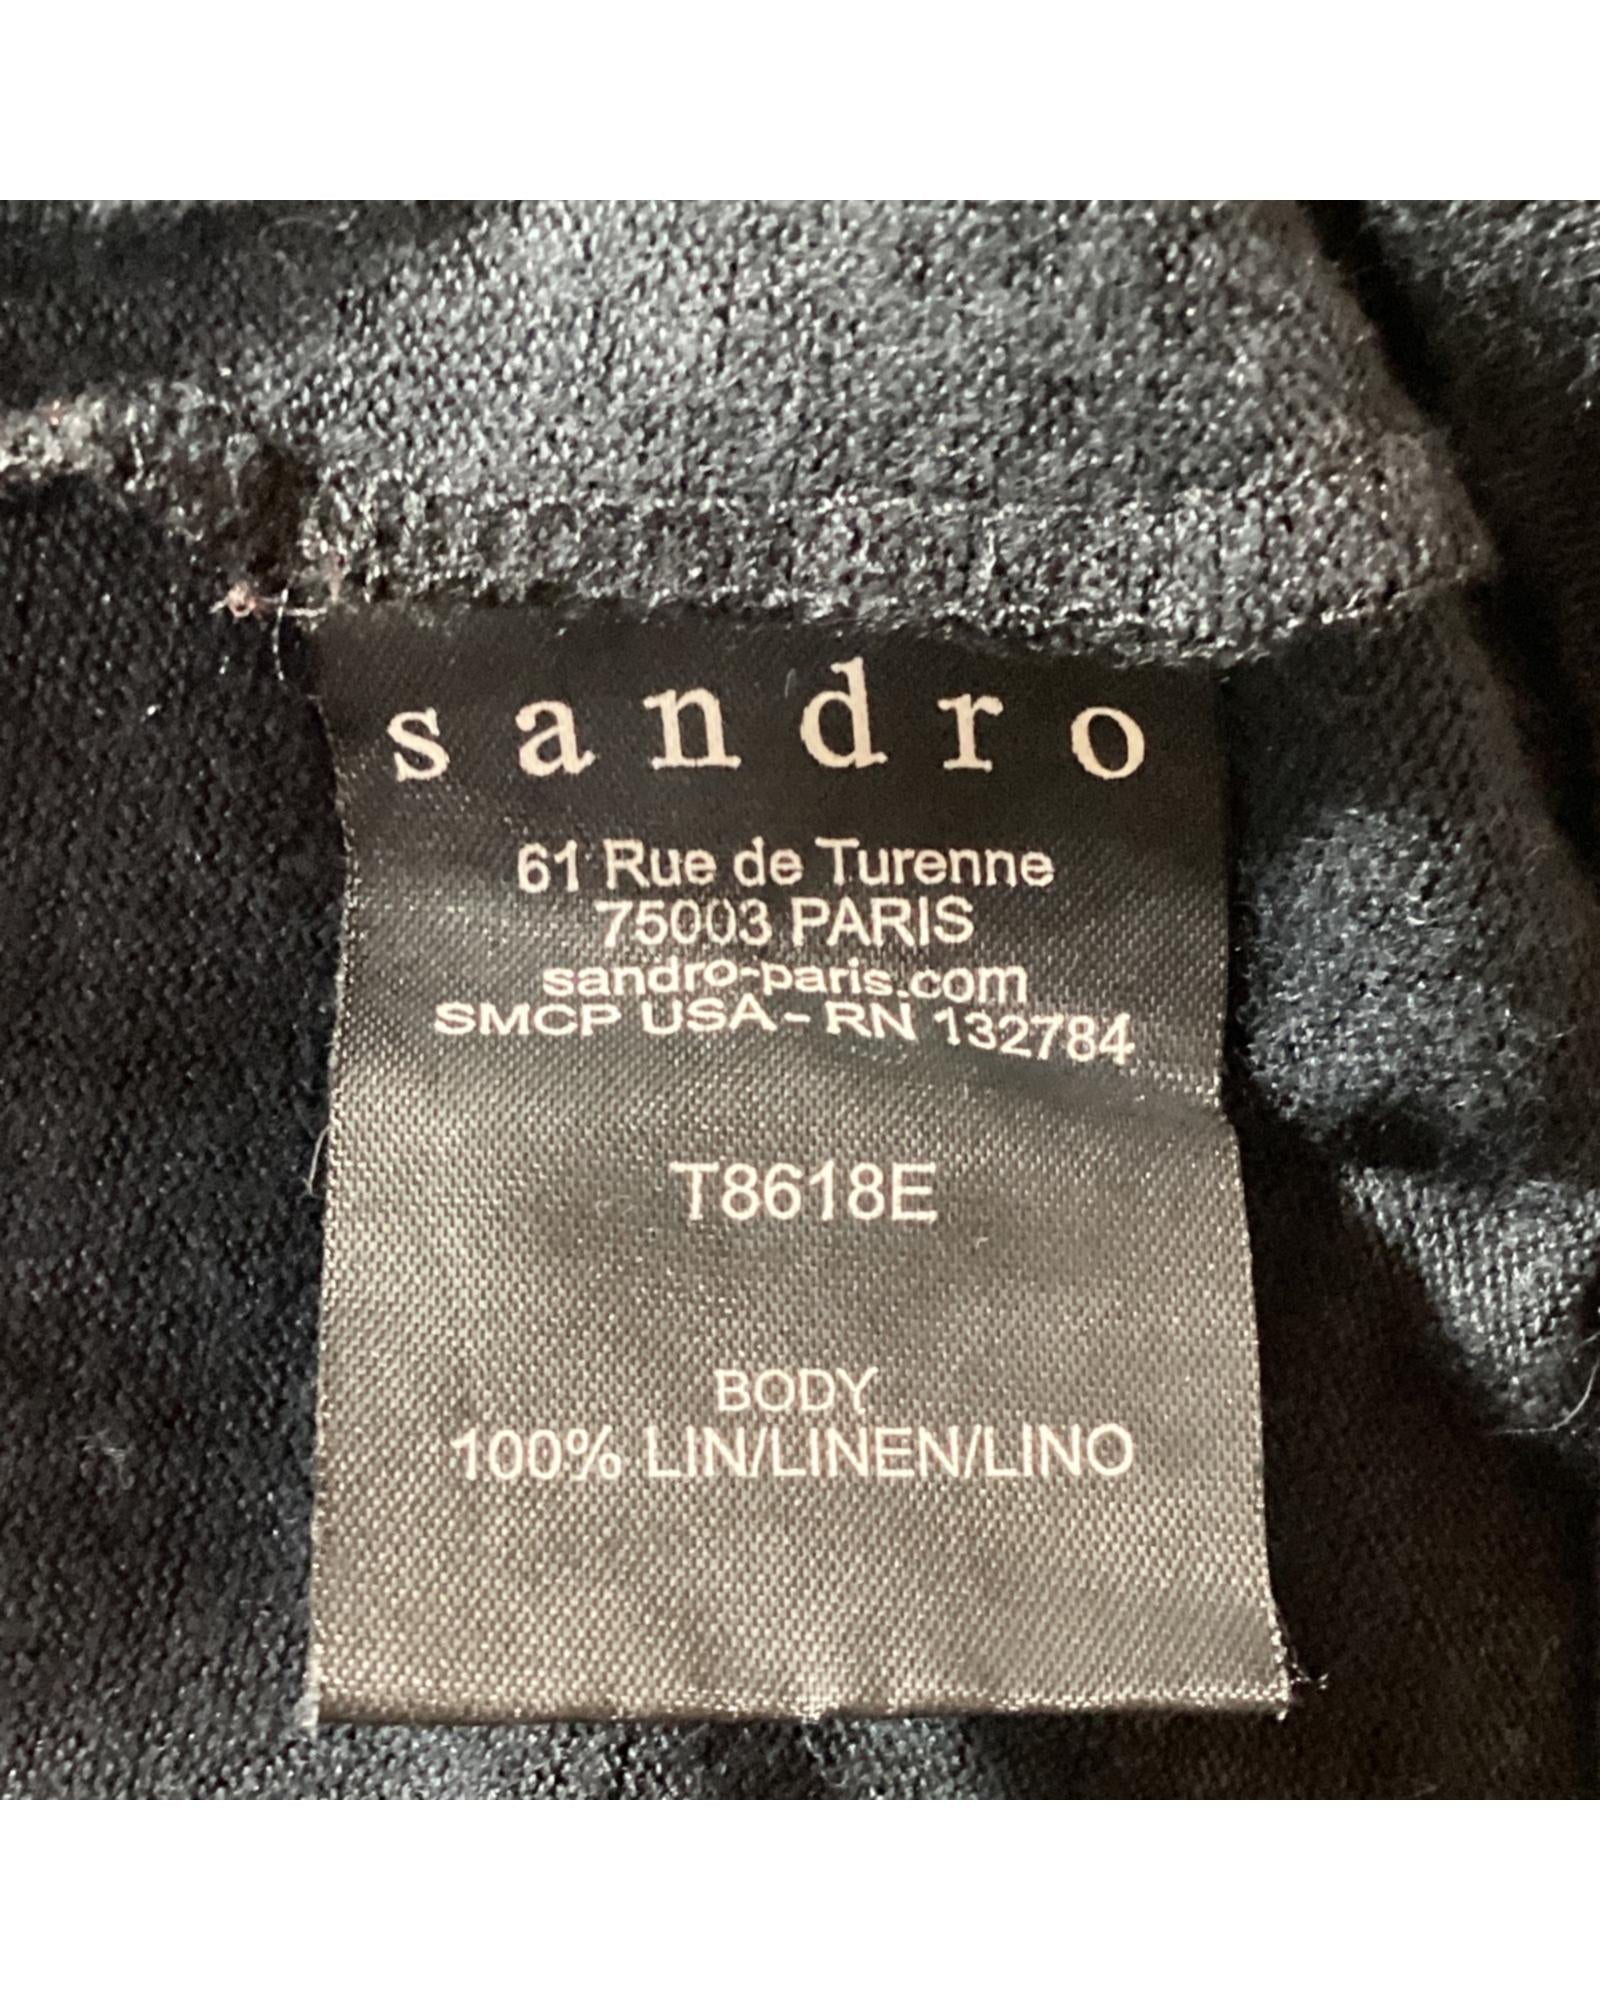 sandro
61 Rue de Turenne
75003 PARIS
sandro-paris.com
SMCP USA - RN 132784
T8618E
BODY
100% LIN/LINEN/LINO